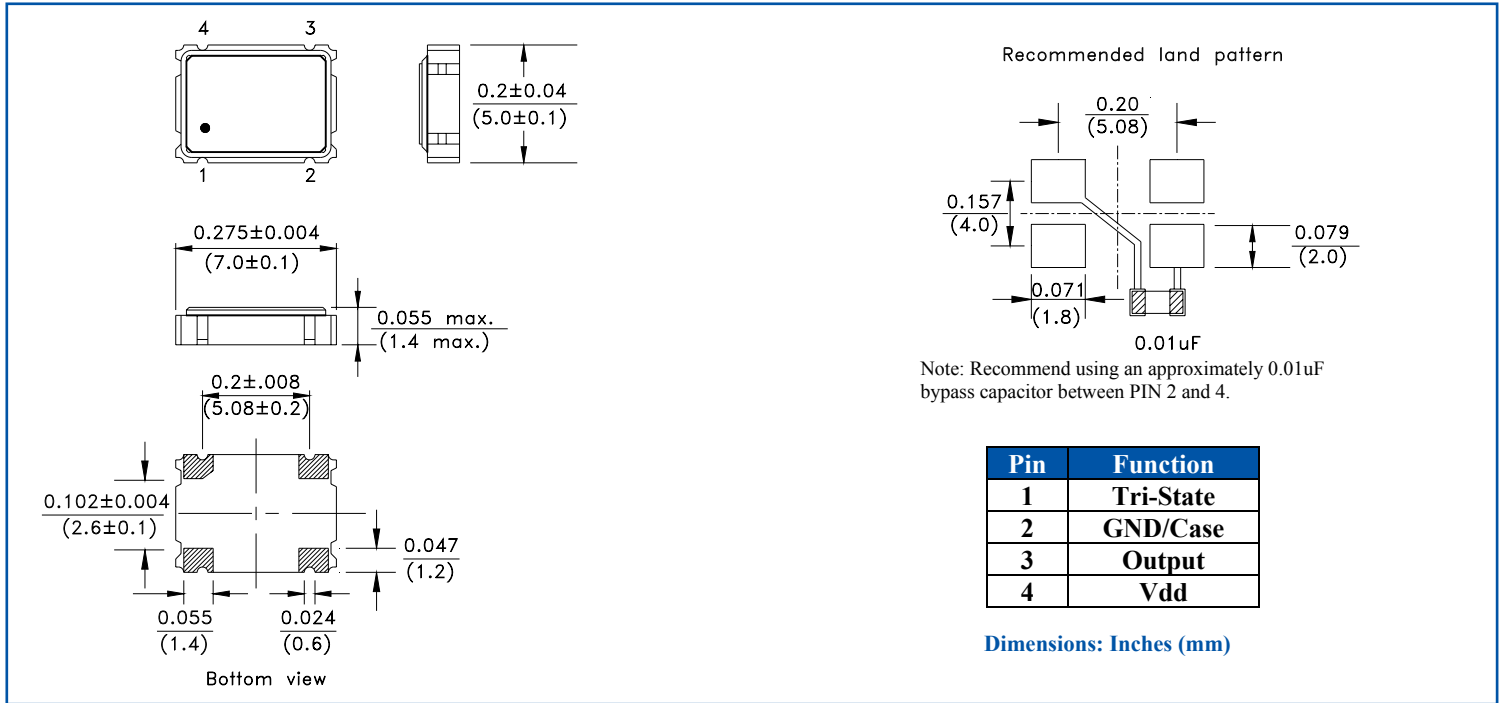 4 3
0.2±0.04
(5.0±0.1)
1 2
0.275±0.004
(7.0±0.1)
0.055 max.
(1.4 max.)
0.2±.008
(5.08±0.2)
0.102±0.004
(2.6±0.1)
0.047
(1.2)
0.055
(1.4)
0.024
(0.6)
Bottom view
Recommended land pattern
0.20
(5.08)
0.157
(4.0)
0.079
(2.0)
0.071
(1.8)
0.01uF
Note: Recommend using an approximately 0.01uF
bypass capacitor between PIN 2 and 4.
Pin Function
1 Tri-State
2 GND/Case
3 Output
4 Vdd
Dimensions: Inches (mm)